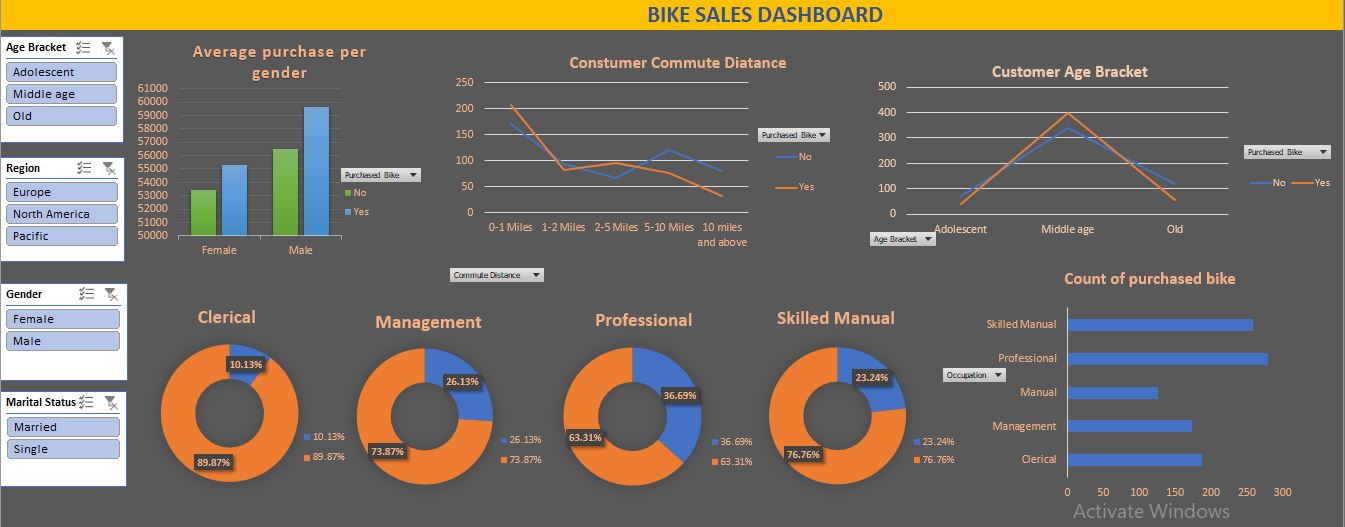 BIKE SALES DASHBOARD
Age Bracket
Adolescent
Middle age
Old
Region
Europe
North America
Pacific
Gender
Female
Male
Marital Status
Married
Single
Average purchase per
gender
61000
60000
59000
58000
57000
56000
55000
54000
53000
52000
51000
50000
Female Male
Purchased Bike
No
Yes
Constumer Commute Diatance
250
200
150
100
50
0
0-1 Miles 1-2 Miles 2-5 Miles 5-10 Miles 10 miles
and above
Purchased Bike
No
Yes
Commute Distance
Customer Age Bracket
500
400
300
200
100
0
Adolescent Middle age Old
Purchased Bike
No Yes
Age Bracket
Clerical
10.13%
89.87%
10.13%
89.87%
Management
26.13%
73.87%
26.13%
73.87%
Professional
36.69%
63.31%
36.69%
63.31%
Skilled Manual
23.24%
76.76%
23.24%
76.76%
Count of purchased bike
Occupation
Skilled Manual
Professional
Manual
Management
Clerical
0 50 100 150 200 250 300
Activate Windows